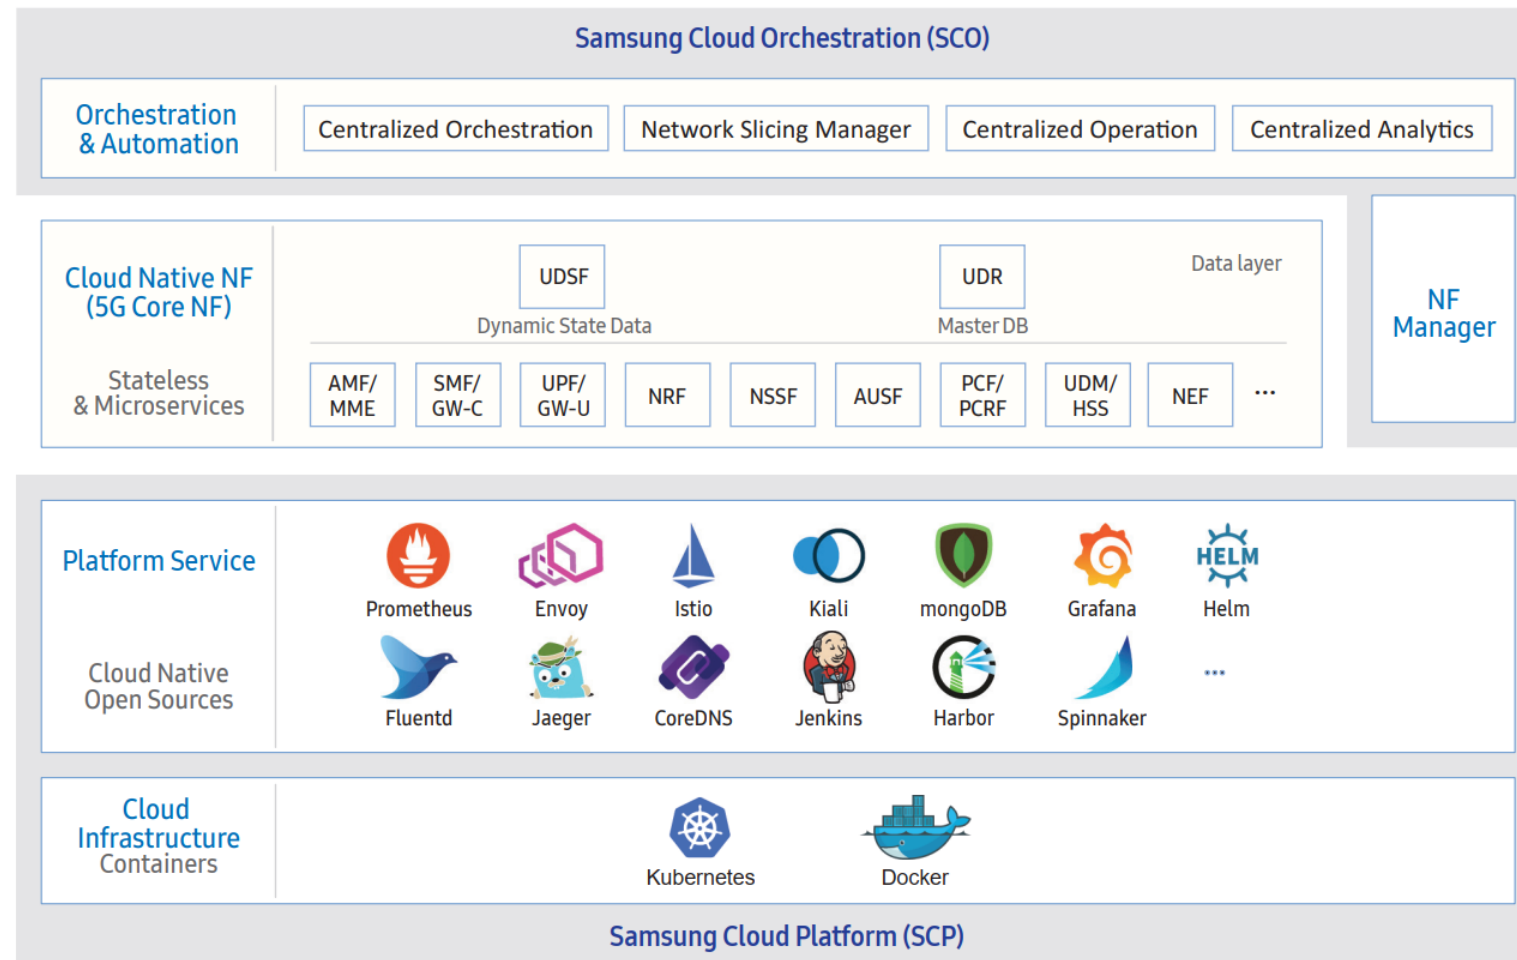 Samsung Cloud Orchestration (SCO)
Orchestration
& Automation
Centralized Orchestration
Network Slicing Manager
Centralized Operation
Centralized Analytics
Cloud Native NF
(5G Core NF)
Stateless
& Microservices
UDSF
Dynamic State Data
UDR
Master DB
Data layer
AMF/
MME
SMF/
GW-C
UPF/
GW-U
NRF
NSSF
AUSF
PCF/
PCRF
UDM/
HSS
NEF
...
NF
Manager
Platform Service
Cloud Native
Open Sources
HELM
Prometheus
Envoy
Istio
Kiali
mongoDB
Grafana
Helm
Fluentd
Jaeger
CoreDNS
Jenkins
Harbor
Spinnaker
...
Cloud
Infrastructure
Containers
Kubernetes
Docker
Samsung Cloud Platform (SCP)